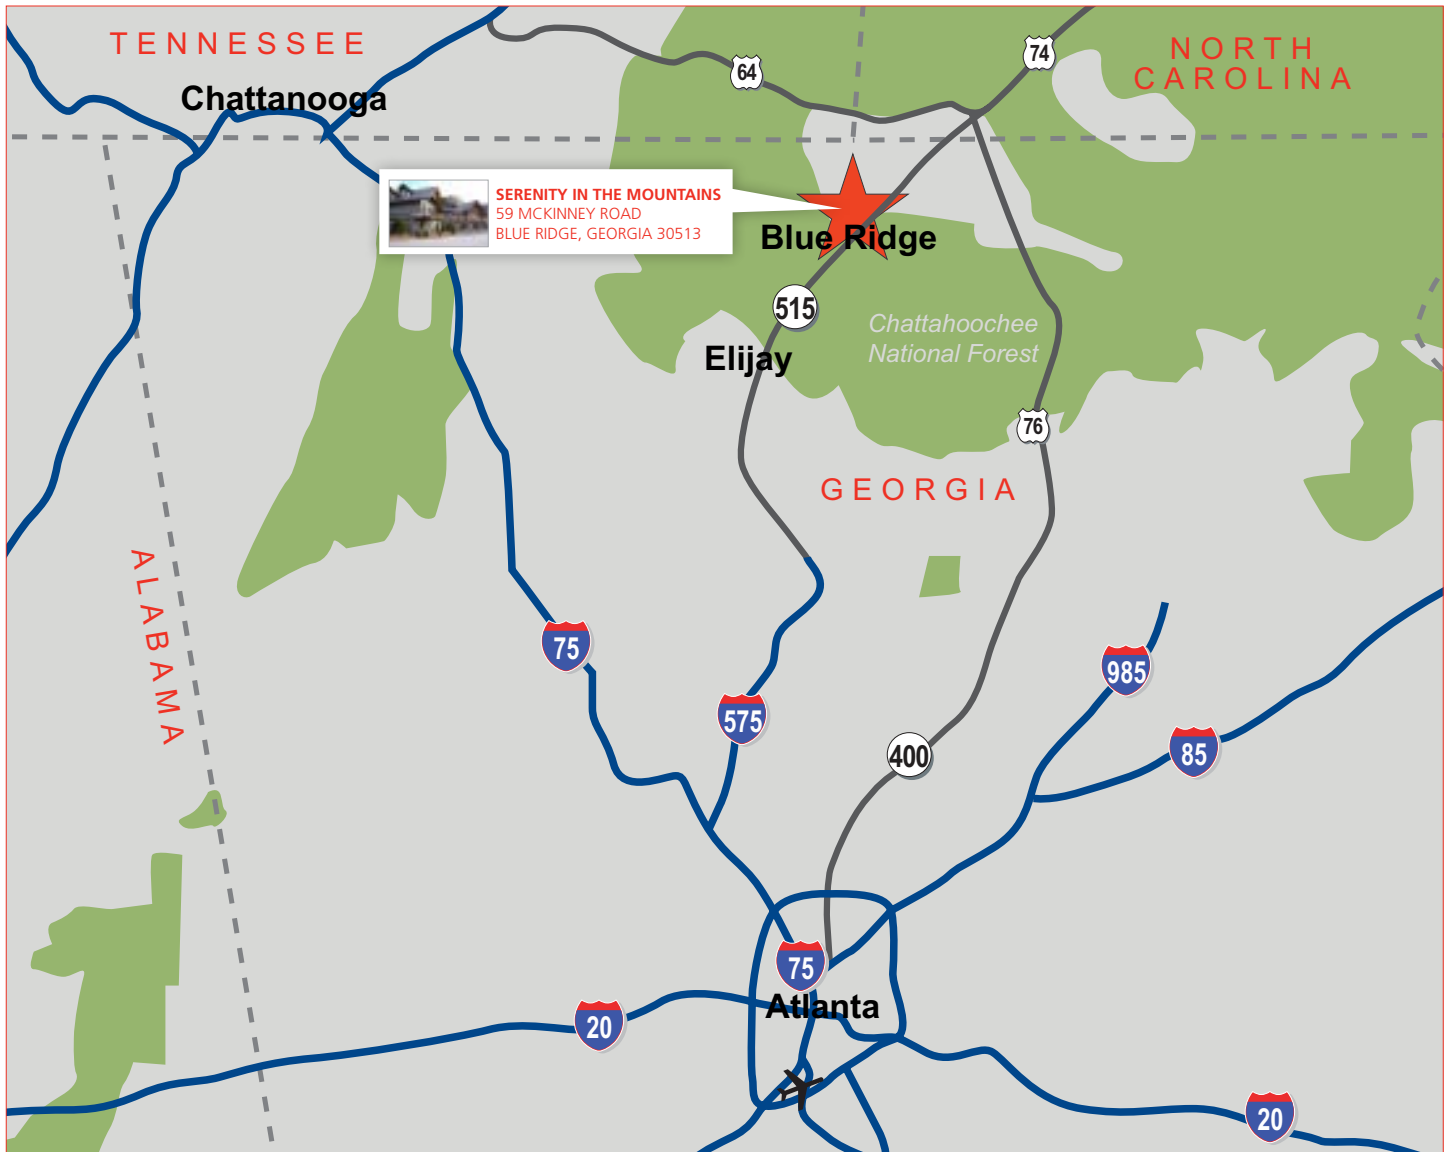 TENNESSEE
NORTH
CAROLINA
74
64
Chattanooga
SERENITY IN THE MOUNTAINS
59 MCKINNEY ROAD
BLUE RIDGE, GEORGIA 30513
Blue Ridge
515
Chattahoochee
National Forest
Elijay
76
GEORGIA
ALABAMA
75
985
575
85
400
75
Atlanta
20
20